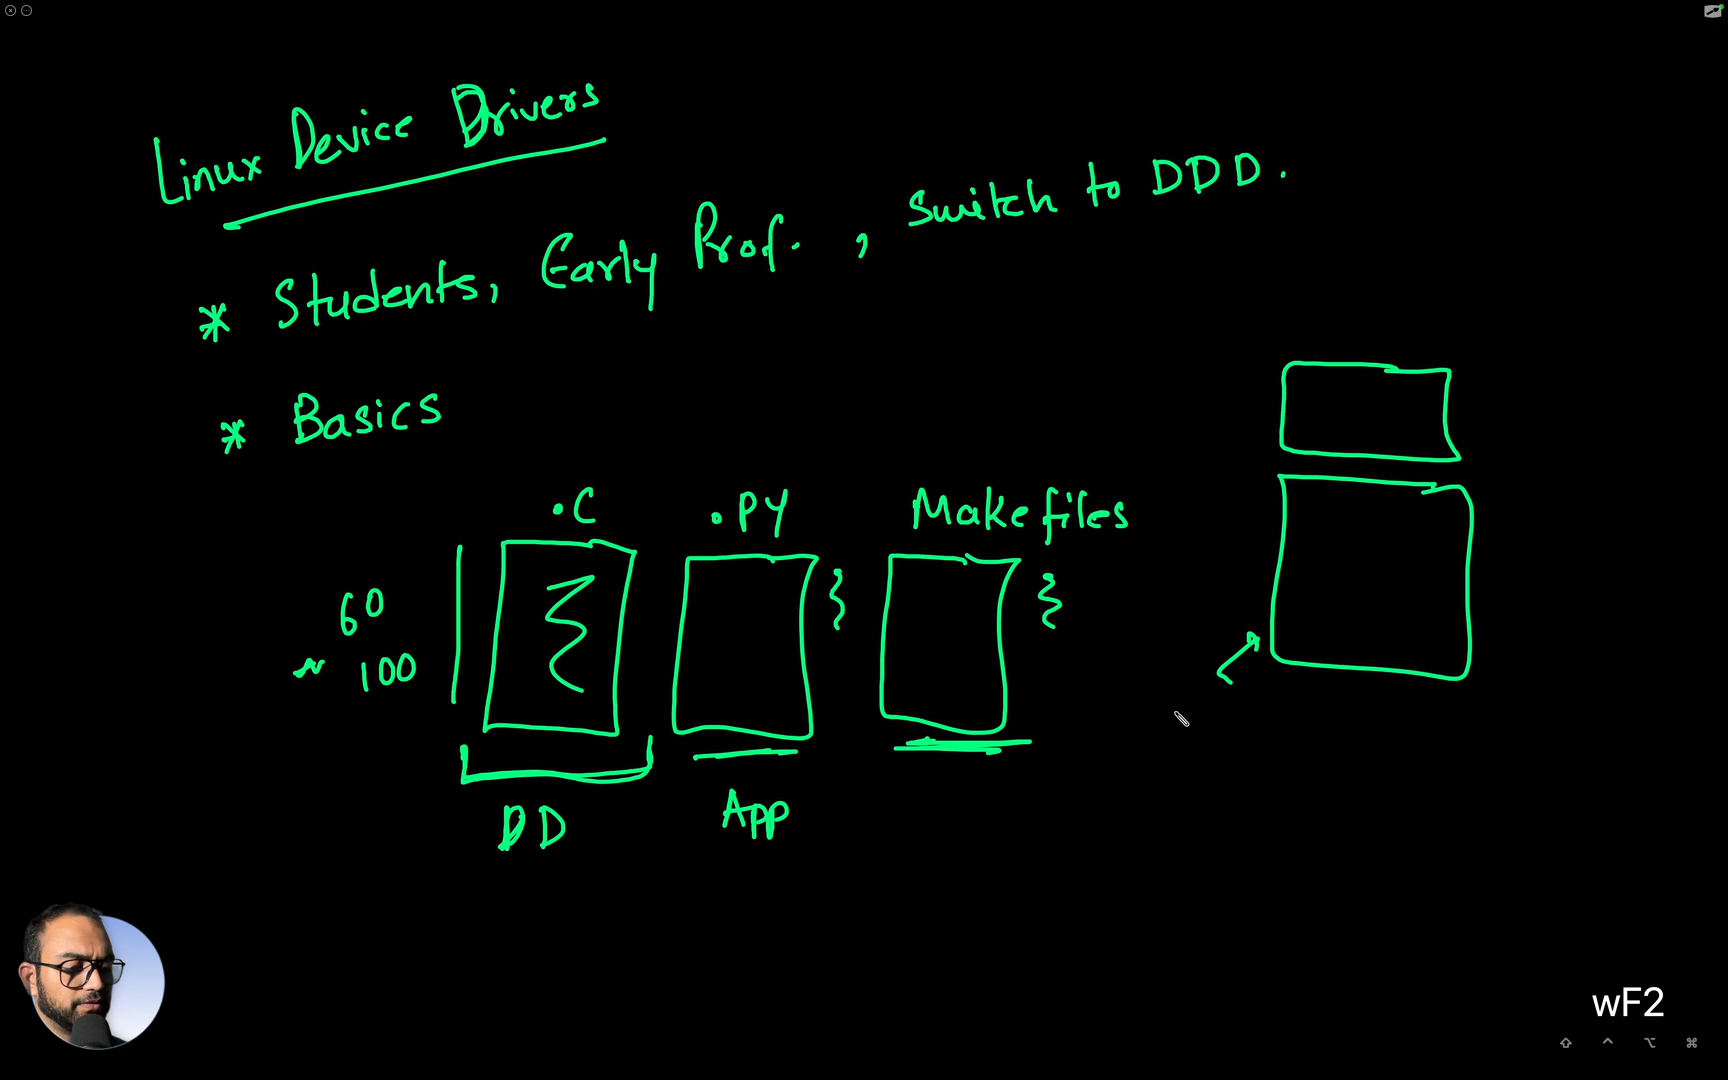 Linux Device Drivers
* Students, Early Prof. , Switch to DDD.
* Basics
.C .PY Makefiles
60
~ 100
DD App
wF2